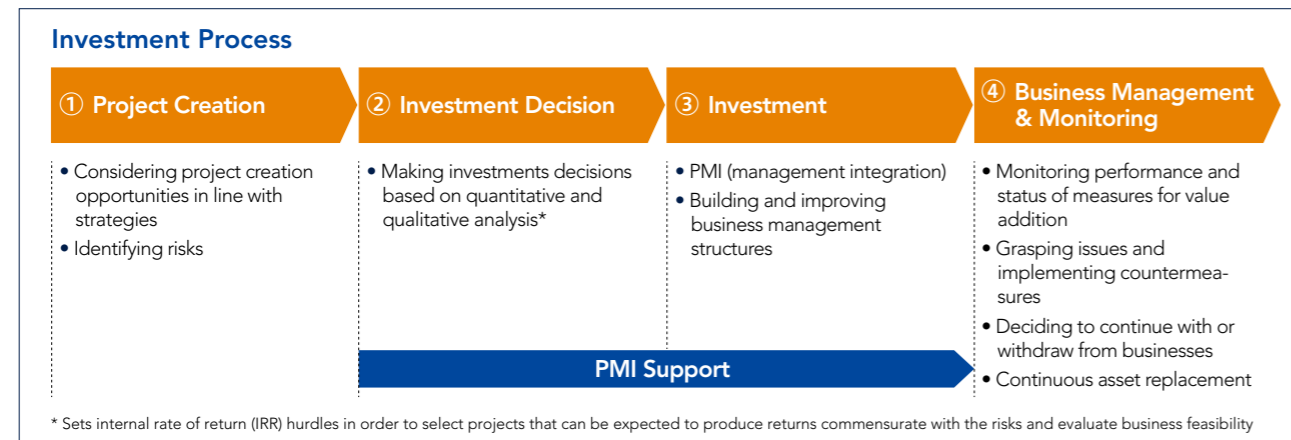 Investment Process
① Project Creation
② Investment Decision
③ Investment
④ Business Management
& Monitoring
• Considering project creation
opportunities in line with
strategies
• Identifying risks
• Making investments decisions
based on quantitative and
qualitative analysis*
• PMI (management integration)
• Building and improving
business management
structures
• Monitoring performance and
status of measures for value
addition
• Grasping issues and
implementing countermea-
sures
• Deciding to continue with or
withdraw from businesses
• Continuous asset replacement
PMI Support
* Sets internal rate of return (IRR) hurdles in order to select projects that can be expected to produce returns commensurate with the risks and evaluate business feasibility